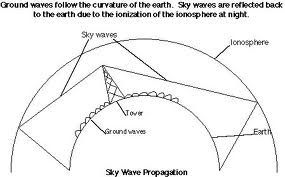 Ground waves follow the curvature of the earth. Sky waves are reflected back
to the earth due to the ionization of the ionosphere at night.
Sky waves
Ionosphere
Tower
Ground waves
Earth
Sky Wave Propagation